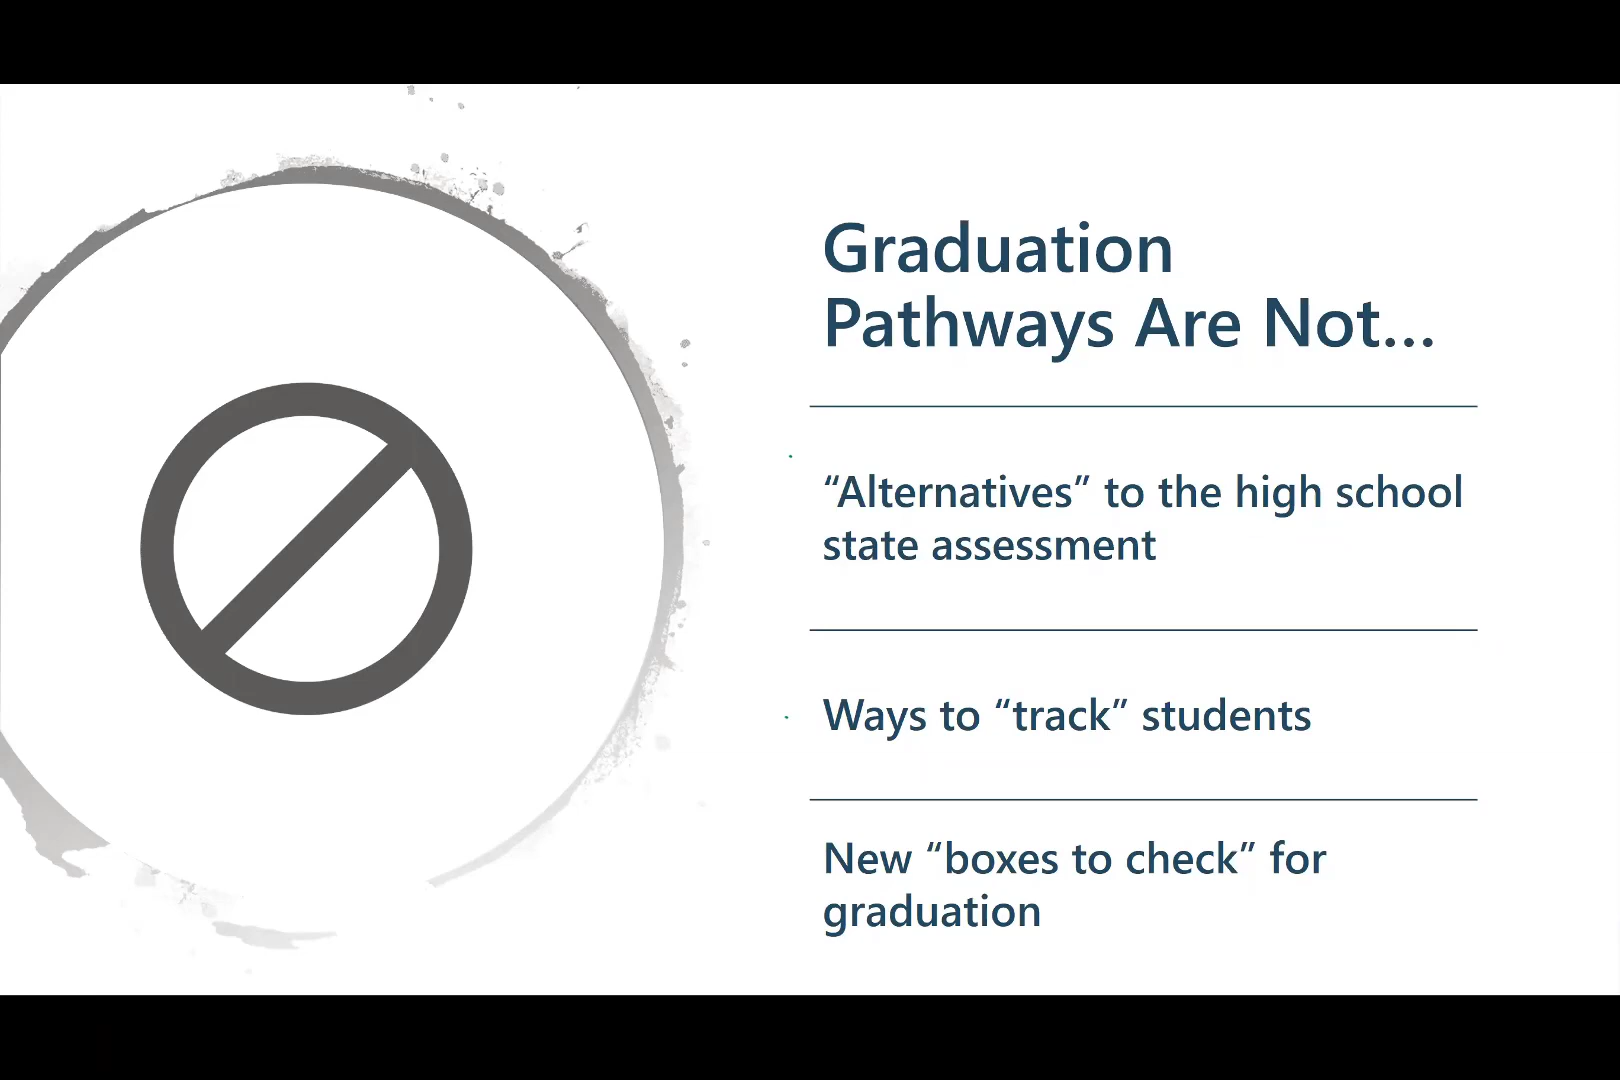 Graduation
Pathways Are Not...
“Alternatives” to the high school
state assessment
Ways to “track” students
New “boxes to check” for
graduation